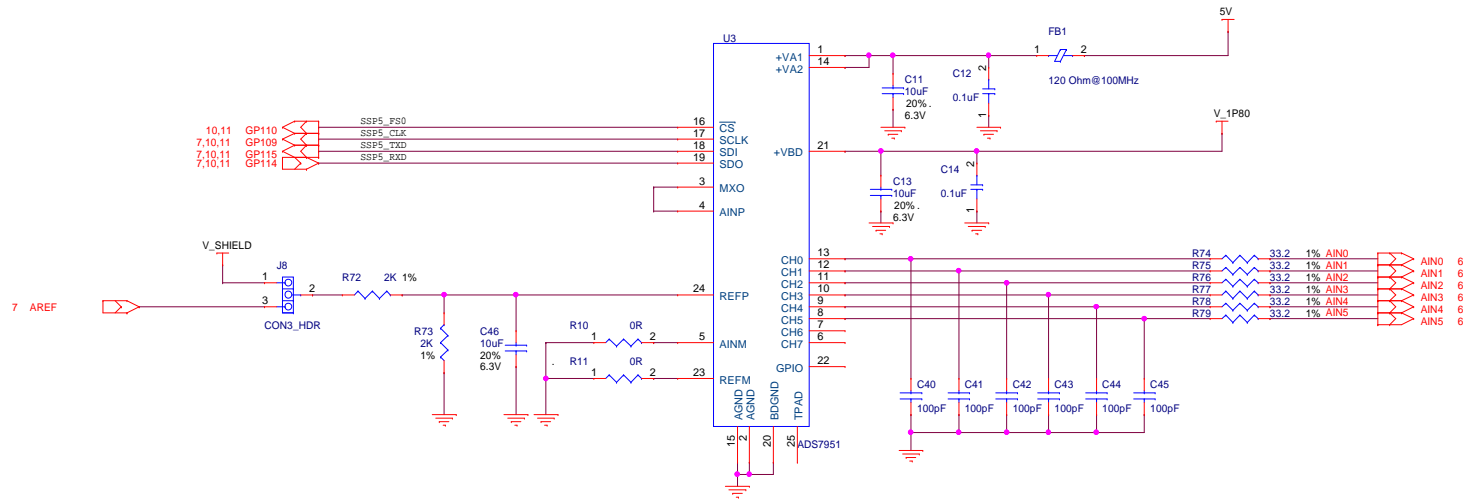 5V
U3
FB1
+VA1 1 1 2
+VA2 14
120 Ohm@100MHz
C11
10uF
20% .
6.3V
C12
0.1uF
2
1
V_1P80
10,11 GP110 SSP5_FS0 16 CS
7,10,11 GP109 SSP5_CLK 17 SCLK
7,10,11 GP115 SSP5_TXD 18 SDI
7,10,11 GP114 SSP5_RXD 19 SDO
+VBD 21
C13
10uF
20% .
6.3V
C14
0.1uF
2
1
3 MXO
4 AINP
V_SHIELD
J8
1
2
3
CON3_HDR
7 AREF
R72 2K 1%
24 REFP
R73
2K
1%
C46
10uF
20%
6.3V
.
R10 0R
1 2 5 AINM
R11 0R
1 2 23 REFM
CH0 13 R74 33.2 1% AIN0 AIN0 6
CH1 12 R75 33.2 1% AIN1 AIN1 6
CH2 11 R76 33.2 1% AIN2 AIN2 6
CH3 10 R77 33.2 1% AIN3 AIN3 6
CH4 9 R78 33.2 1% AIN4 AIN4 6
CH5 8 R79 33.2 1% AIN5 AIN5 6
CH6 7
CH7 6
GPIO 22
C40
100pF
C41
100pF
C42
100pF
C43
100pF
C44
100pF
C45
100pF
AGND 15
AGND 2
BDGND 20
TPAD 25
ADS7951